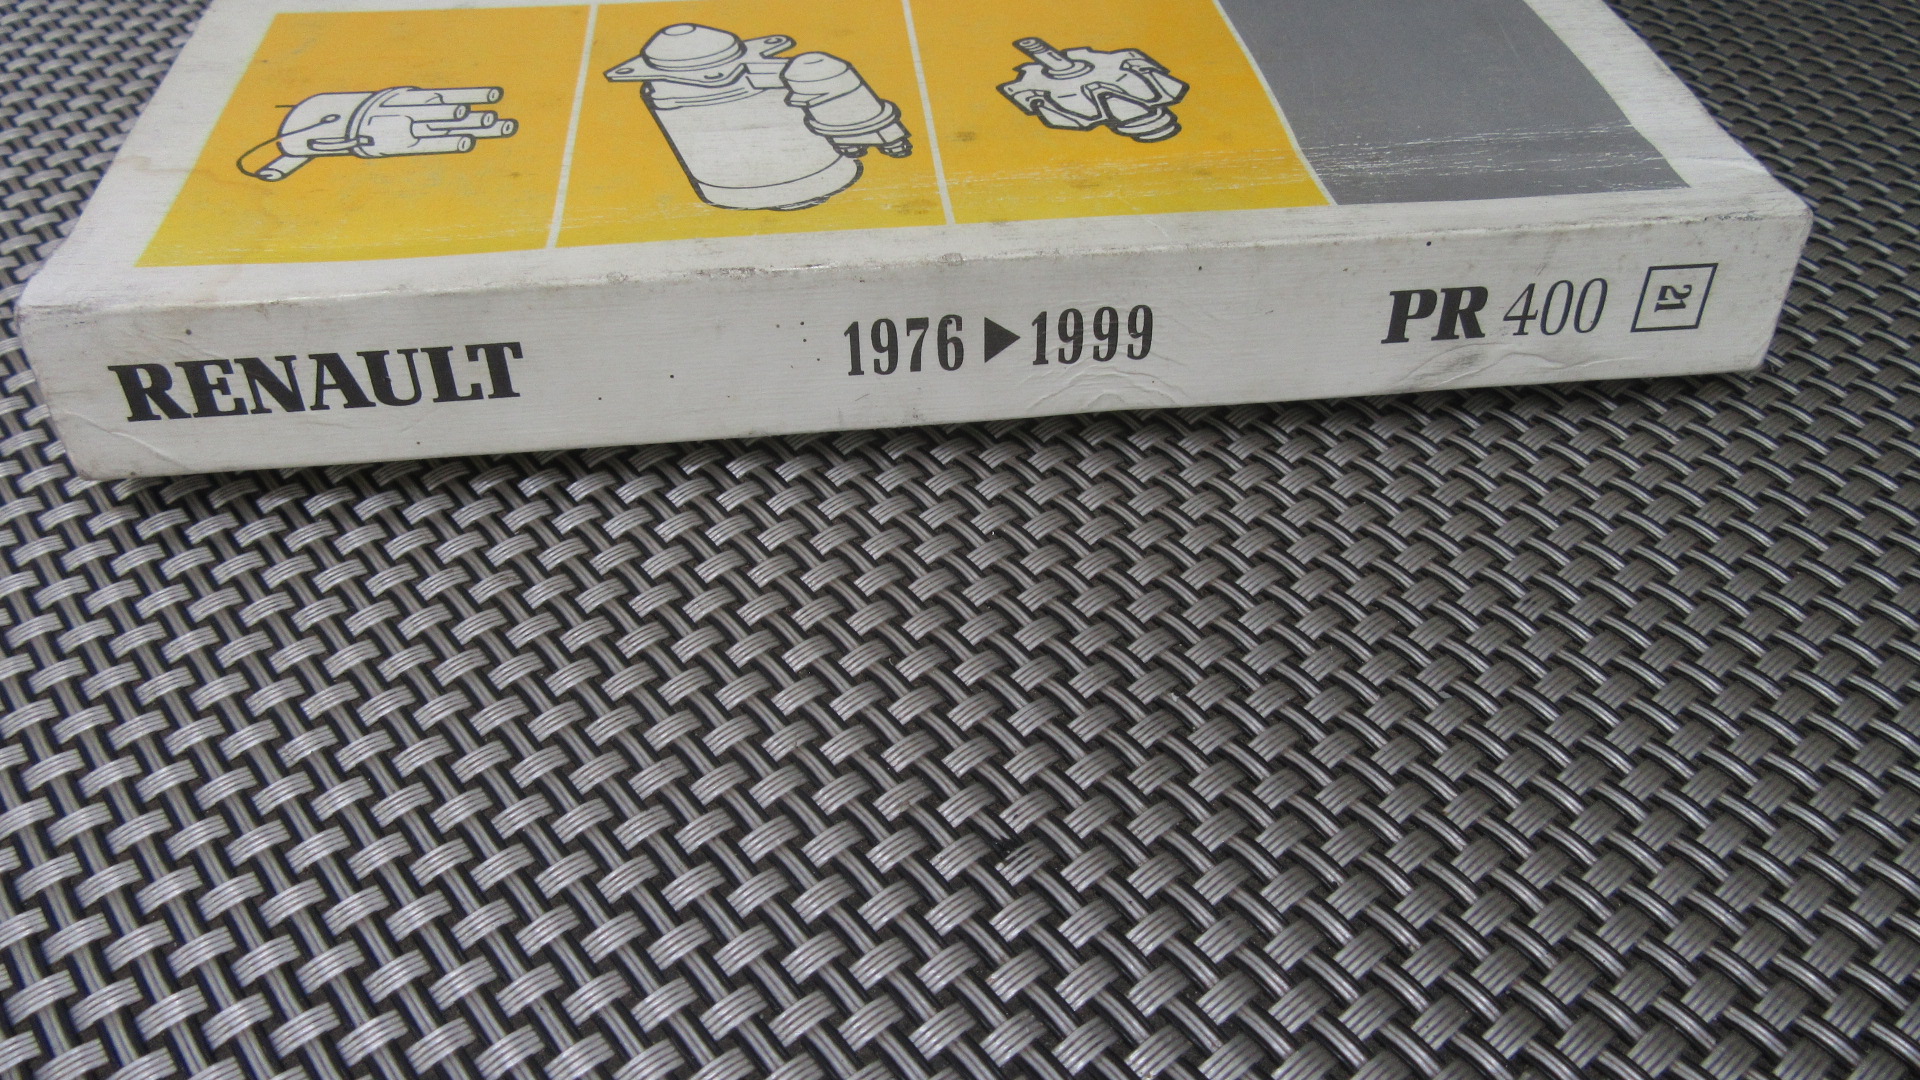 RENAULT 1976 ▶ 1999 PR 400 21